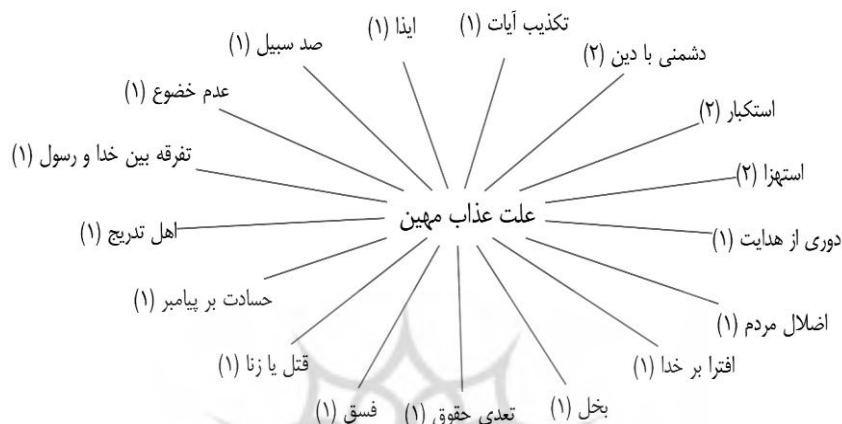 تکذیب آیات (۱)
ایذا (۱)
صد سبیل (۱)
دشمنی با دین (۲)
عدم خضوع (۱)
استکبار (۲)
تفرقه بین خدا و رسول (۱)
استهزا (۲)
علت عذاب مهین
اهل تدریج (۱)
دوری از هدایت (۱)
حسادت بر پیامبر (۱)
اضلال مردم (۱)
قتل یا زنا (۱)
افترا بر خدا (۱)
بخل (۱)
تعدی حقوق (۱)
فسق (۱)